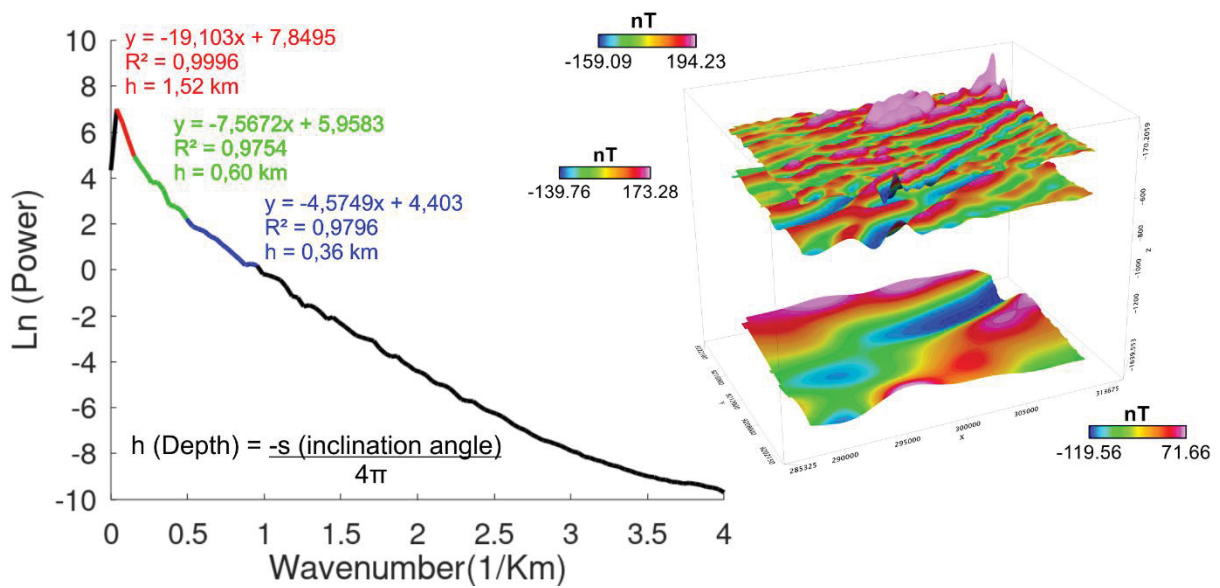 10
8
6
4
2
0
-2
-4
-6
-8
-10
Ln (Power)
y = -19,103x + 7,8495
R² = 0,9996
h = 1,52 km
y = -7,5672x + 5,9583
R² = 0,9754
h = 0,60 km
y = -4,5749x + 4,403
R² = 0,9796
h = 0,36 km
h (Depth) = -s (inclination angle)
4π
0 0.5 1 1.5 2 2.5 3 3.5 4
Wavenumber(1/Km)
nT
-159.09 194.23
nT
-139.76 173.28
-170.2059
-600
-800
Z
-1000
-1200
-1639.553
Y
285325 290000 295000 300000 305000 313675
X
nT
-119.56 71.66